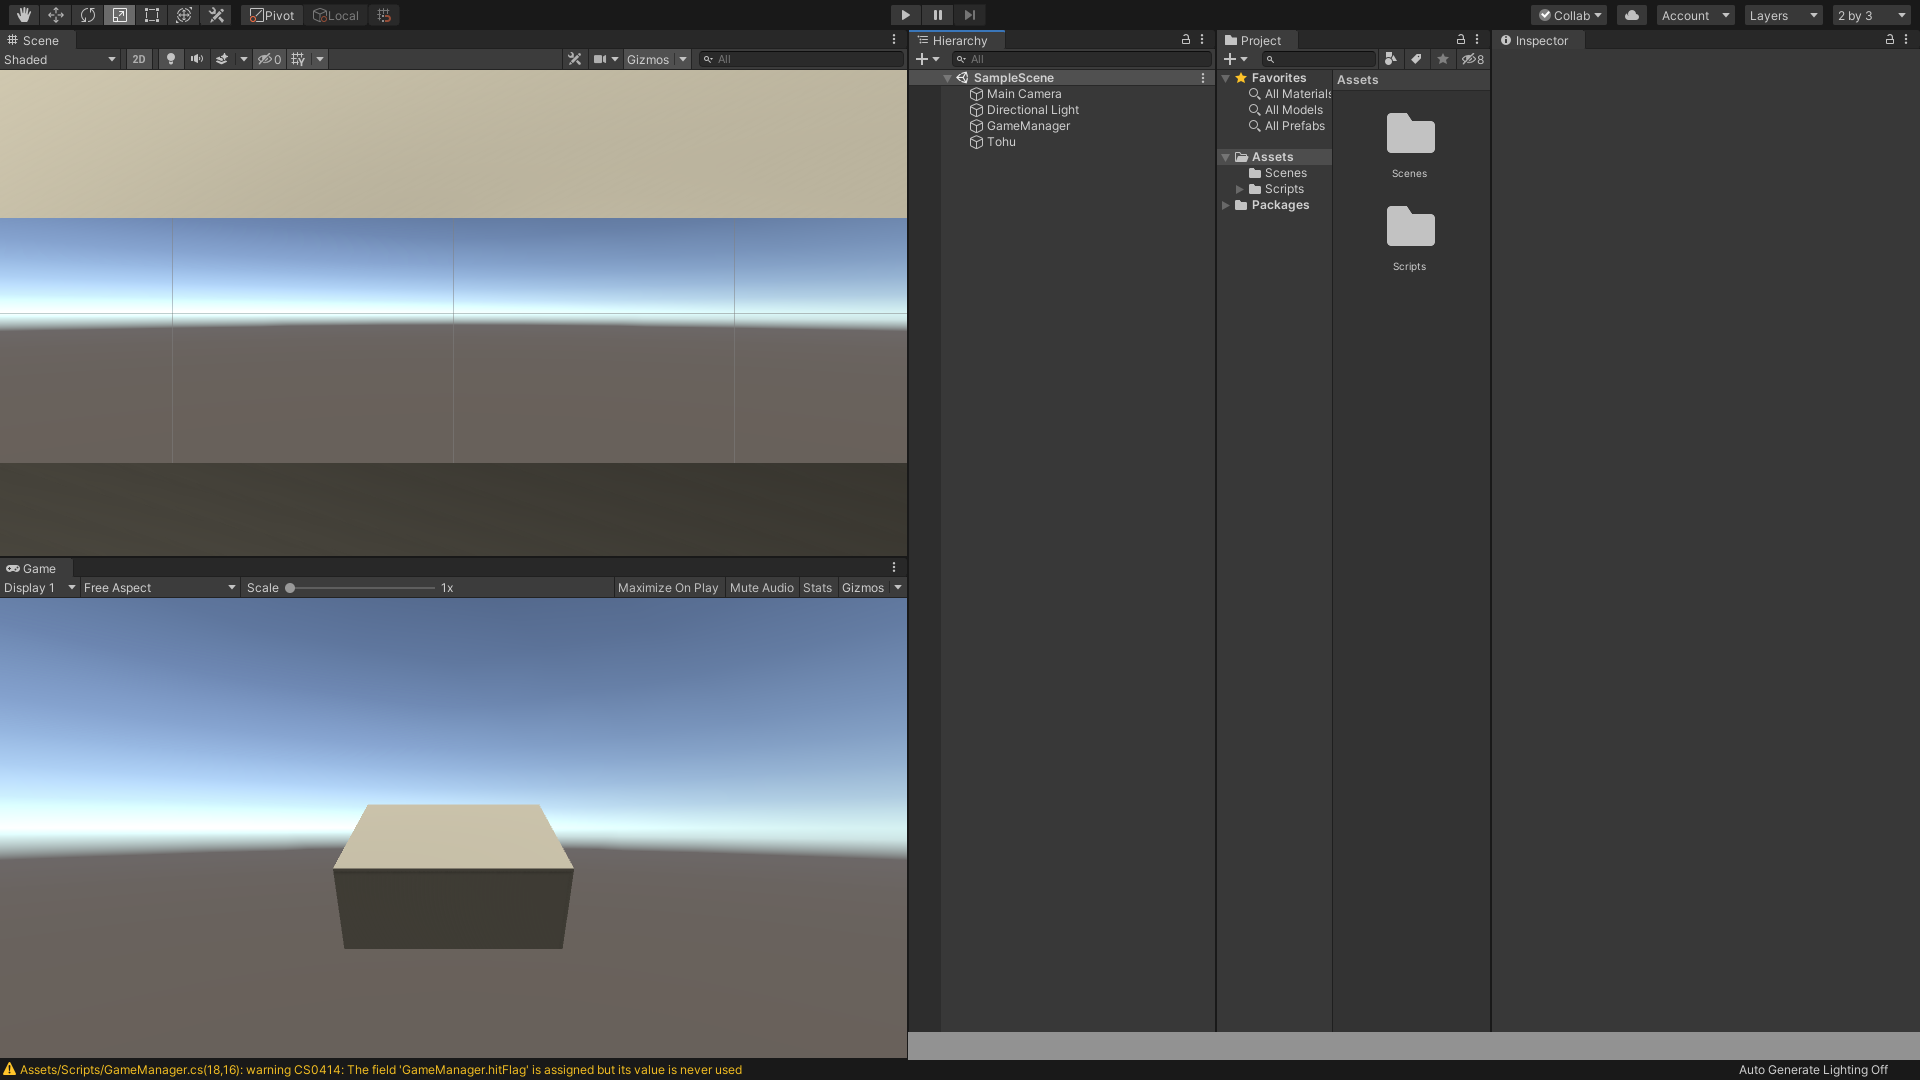 Pivot
Local
Collab
Account
Layers
2 by 3
Scene
Shaded
2D
0
Gizmos
All
Hierarchy
All
SampleScene
Main Camera
Directional Light
GameManager
Tohu
Project
8
Favorites
All Materials
All Models
All Prefabs
Assets
Scenes
Scripts
Packages
Assets
Scenes
Scripts
Inspector
Game
Display 1
Free Aspect
Scale
1x
Maximize On Play
Mute Audio
Stats
Gizmos
Assets/Scripts/GameManager.cs(18,16): warning CS0414: The field 'GameManager.hitFlag' is assigned but its value is never used
Auto Generate Lighting Off